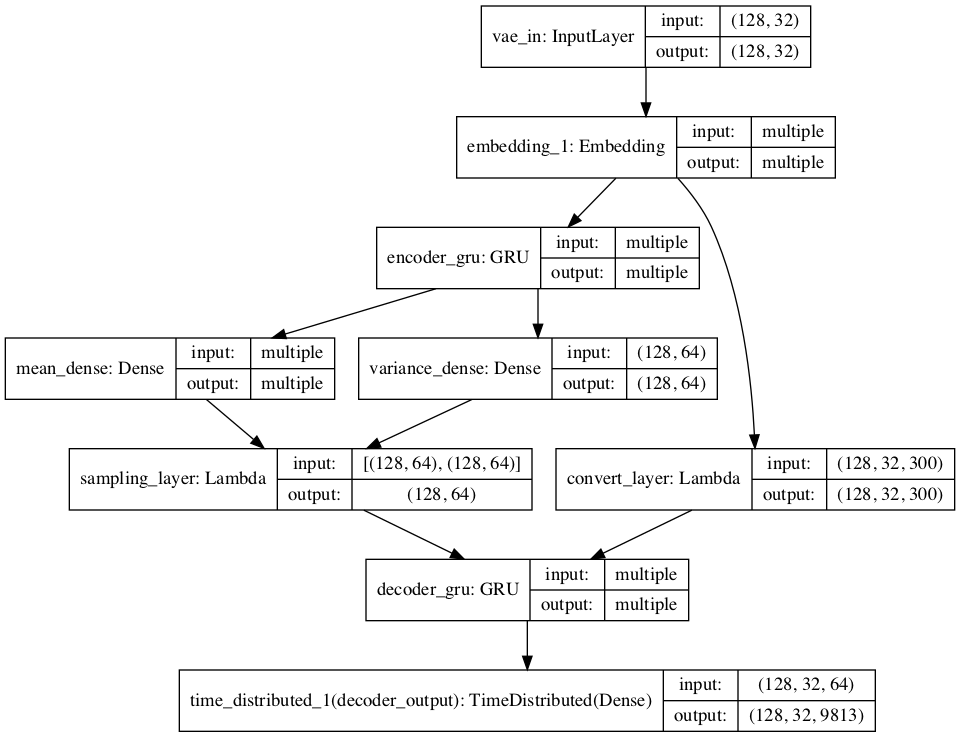 vae_in: InputLayer
input:
(128, 32)
output:
(128, 32)
embedding_1: Embedding
input:
multiple
output:
multiple
encoder_gru: GRU
input:
multiple
output:
multiple
mean_dense: Dense
input:
multiple
output:
multiple
variance_dense: Dense
input:
(128, 64)
output:
(128, 64)
sampling_layer: Lambda
input:
[(128, 64), (128, 64)]
output:
(128, 64)
convert_layer: Lambda
input:
(128, 32, 300)
output:
(128, 32, 300)
decoder_gru: GRU
input:
multiple
output:
multiple
time_distributed_1(decoder_output): TimeDistributed(Dense)
input:
(128, 32, 64)
output:
(128, 32, 9813)